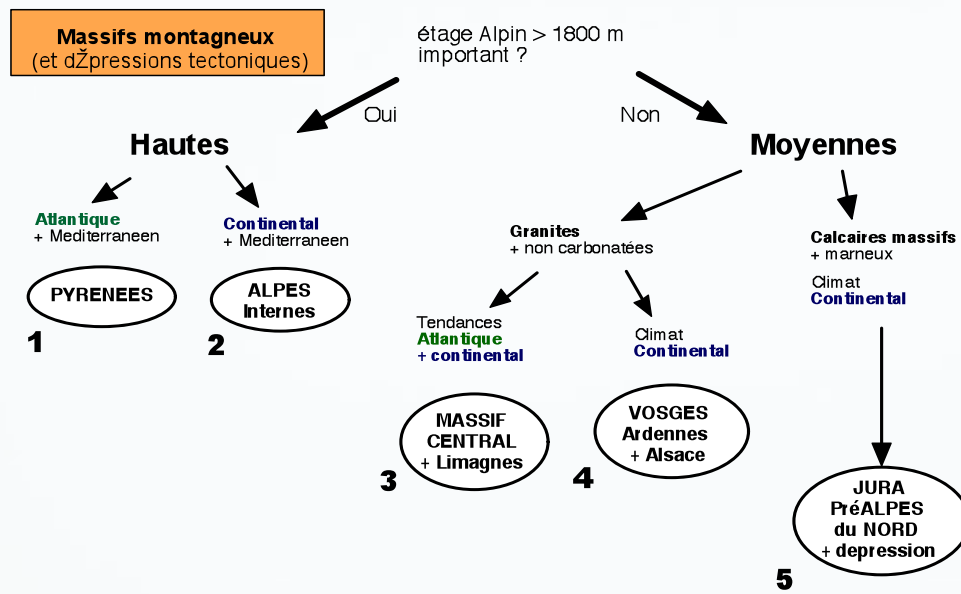 Massifs montagneux
(et dŽpressions tectoniques)
étage Alpin > 1800 m
important ?
Oui
Non
Hautes
Moyennes
Atlantique
+ Mediterraneen
Continental
+ Mediterraneen
Granites
+ non carbonatées
Calcaires massifs
+ marneux
Climat
Continental
PYRENEES
1
ALPES
Internes
2
Tendances
Atlantique
+ continental
Climat
Continental
MASSIF
CENTRAL
+ Limagnes
3
VOSGES
Ardennes
+ Alsace
4
JURA
PréALPES
du NORD
+ depression
5